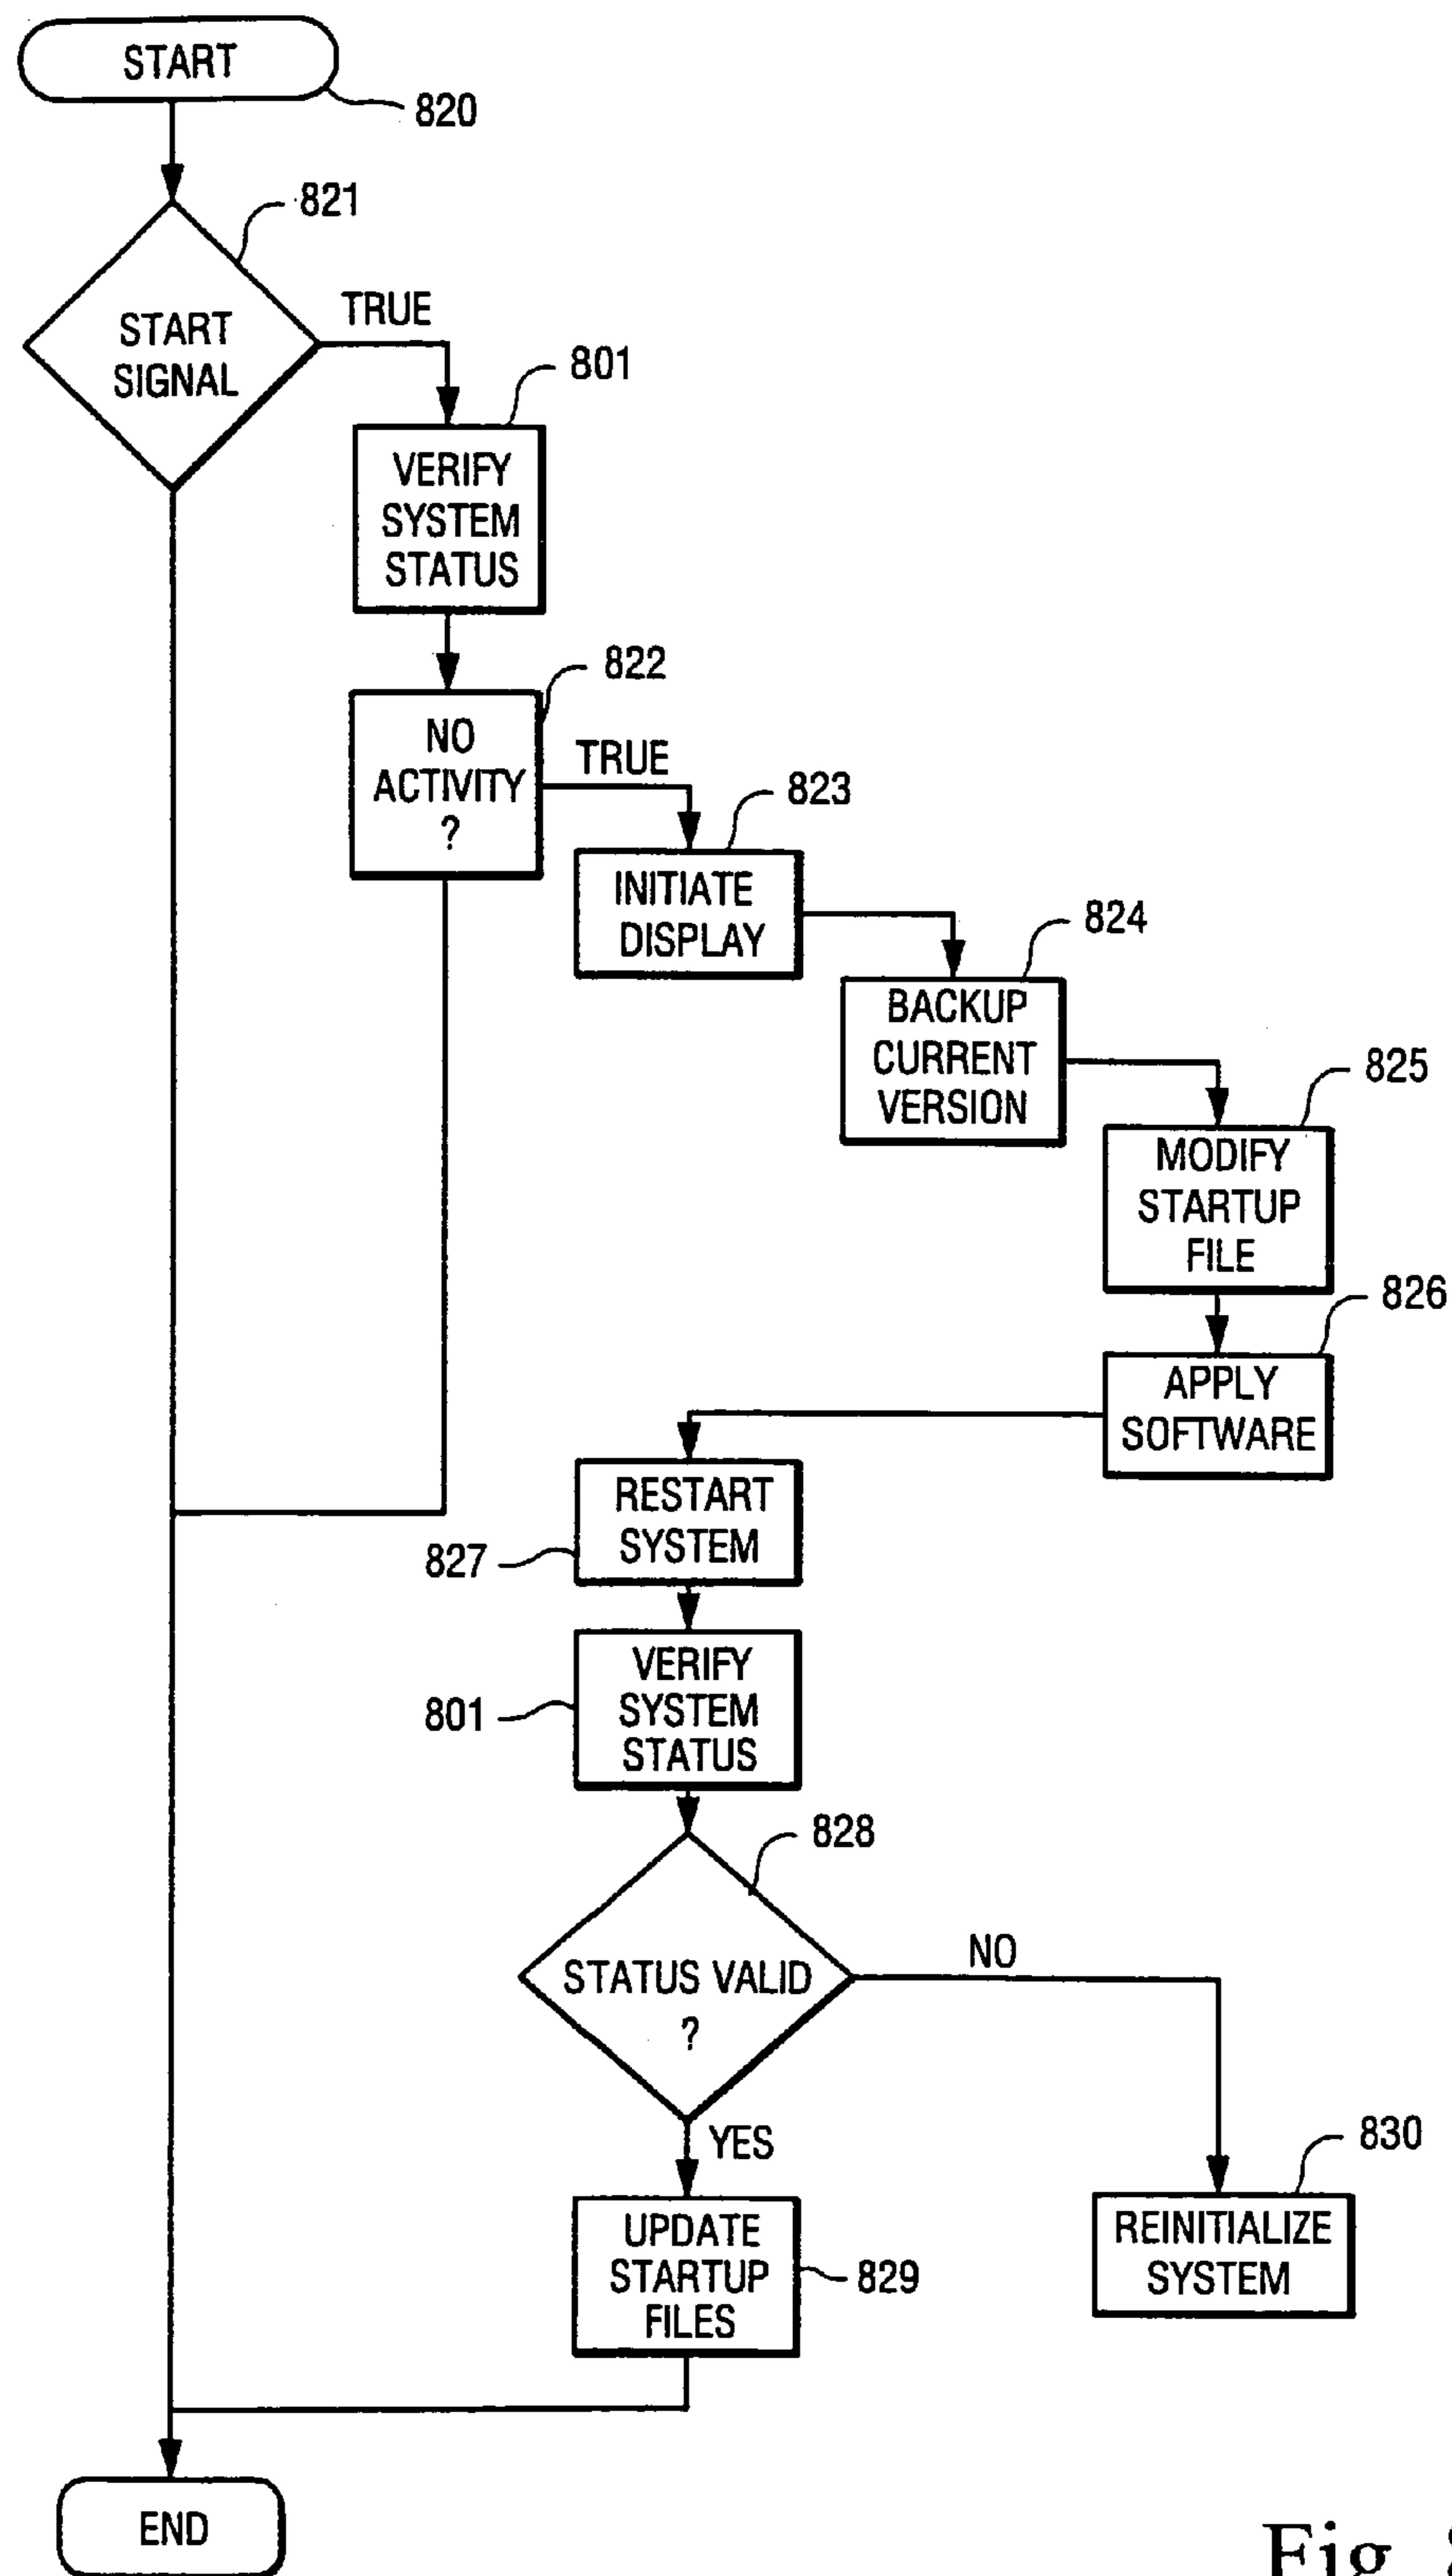 START
820
821
START
SIGNAL
TRUE
801
VERIFY
SYSTEM
STATUS
822
NO
ACTIVITY
?
TRUE
823
INITIATE
DISPLAY
824
BACKUP
CURRENT
VERSION
825
MODIFY
STARTUP
FILE
826
APPLY
SOFTWARE
RESTART
SYSTEM
827
VERIFY
SYSTEM
STATUS
801
828
STATUS VALID
?
NO
YES
830
REINITIALIZE
SYSTEM
UPDATE
STARTUP
FILES
829
END
Fig